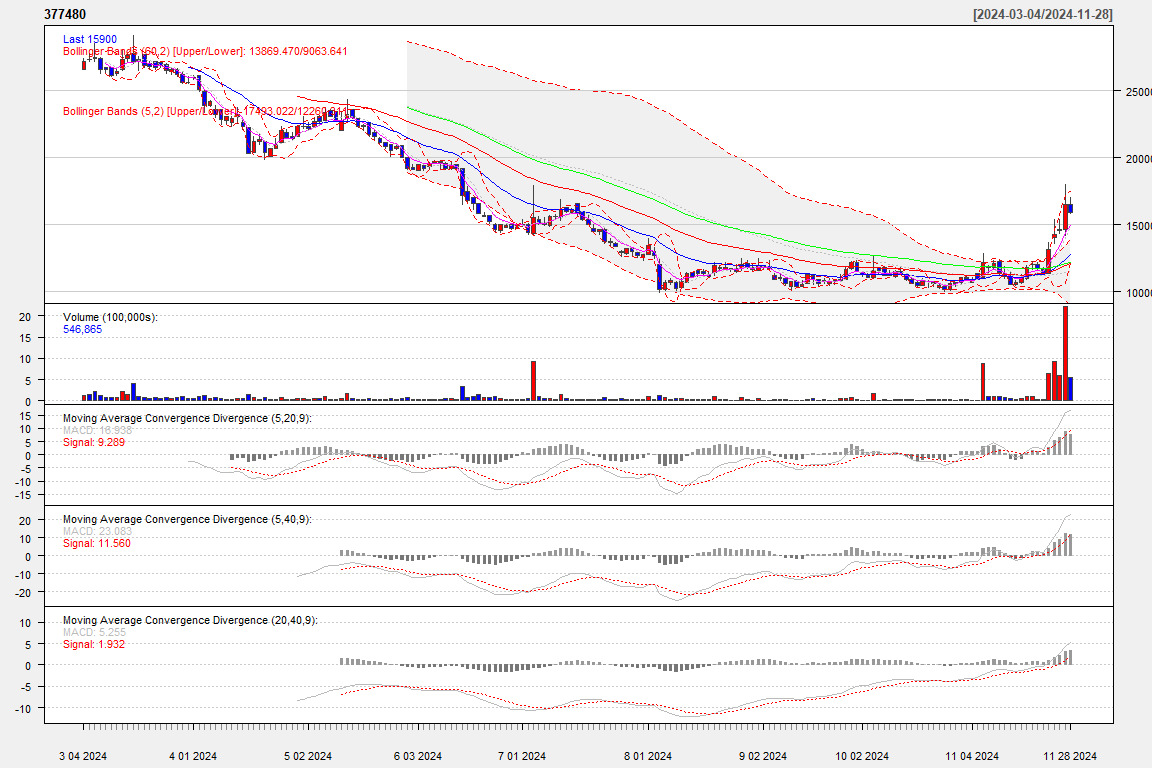 377480 [2024-03-04/2024-11-28]
Last 15900
Bollinger Bands (60,2) [Upper/Lower]: 13869.470/9063.641
Bollinger Bands (5,2) [Upper/Lower]:
25000
20000
15000
10000
Volume (100,000s):
546,865
20
15
10
5
0
Moving Average Convergence Divergence (5,20,9):
MACD: 16.938
Signal: 9.289
15
10
5
0
-5
-10
-15
Moving Average Convergence Divergence (5,40,9):
MACD: 23.083
Signal: 11.560
20
10
0
-10
-20
Moving Average Convergence Divergence (20,40,9):
MACD: 5.255
Signal: 1.932
10
5
0
-5
-10
3 04 2024 4 01 2024 5 02 2024 6 03 2024 7 01 2024 8 01 2024 9 02 2024 10 02 2024 11 04 2024 11 28 2024